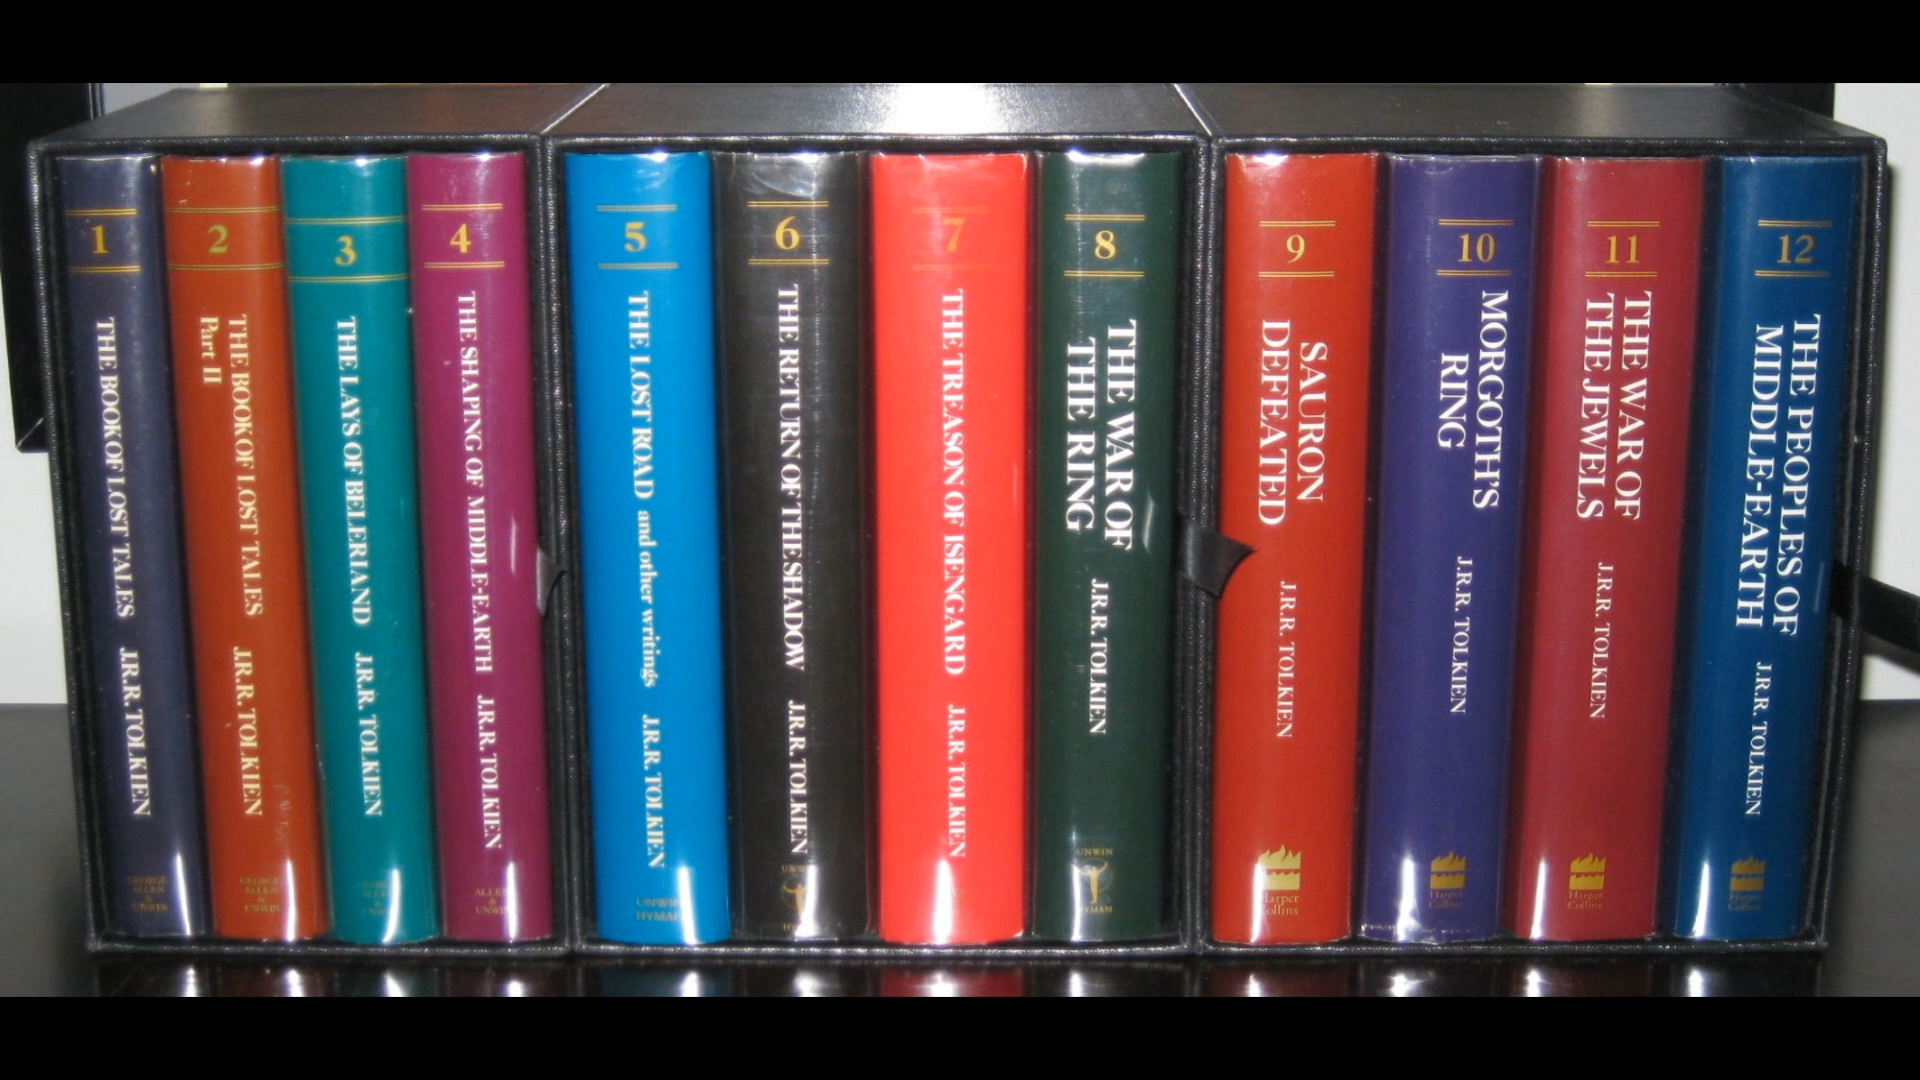 1
THE BOOK OF LOST TALES
J.R.R. TOLKIEN
GEORGE
ALLEN
&
UNWIN
2
THE BOOK OF LOST TALES
Part II
J.R.R. TOLKIEN
GEORGE
ALLEN
&
UNWIN
3
THE LAYS OF BELERIAND
J.R.R. TOLKIEN
4
THE SHAPING OF MIDDLE-EARTH
J.R.R. TOLKIEN
ALLEN
&
UNWIN
5
THE LOST ROAD and other writings
J.R.R. TOLKIEN
UNWIN
HYMAN
6
THE RETURN OF THE SHADOW
J.R.R. TOLKIEN
7
THE TREASON OF ISENGARD
J.R.R. TOLKIEN
8
THE WAR OF
THE RING
J.R.R. TOLKIEN
UNWIN
HYMAN
9
SAURON
DEFEATED
J.R.R. TOLKIEN
Harper
Collins
10
MORGOTH'S
RING
J.R.R. TOLKIEN
Harper
Collins
11
THE WAR OF
THE JEWELS
J.R.R. TOLKIEN
Harper
Collins
12
THE PEOPLES OF
MIDDLE-EARTH
J.R.R. TOLKIEN
Harper
Collins